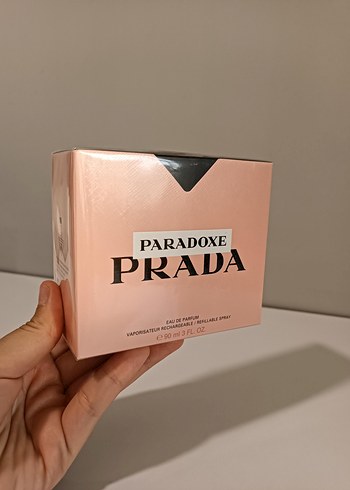 PARADOXE
PRADA
EAU DE PARFUM
VAPORISATEUR RECHARGEABLE / REFILLABLE SPRAY
℮ 90 ml 3 FL. OZ